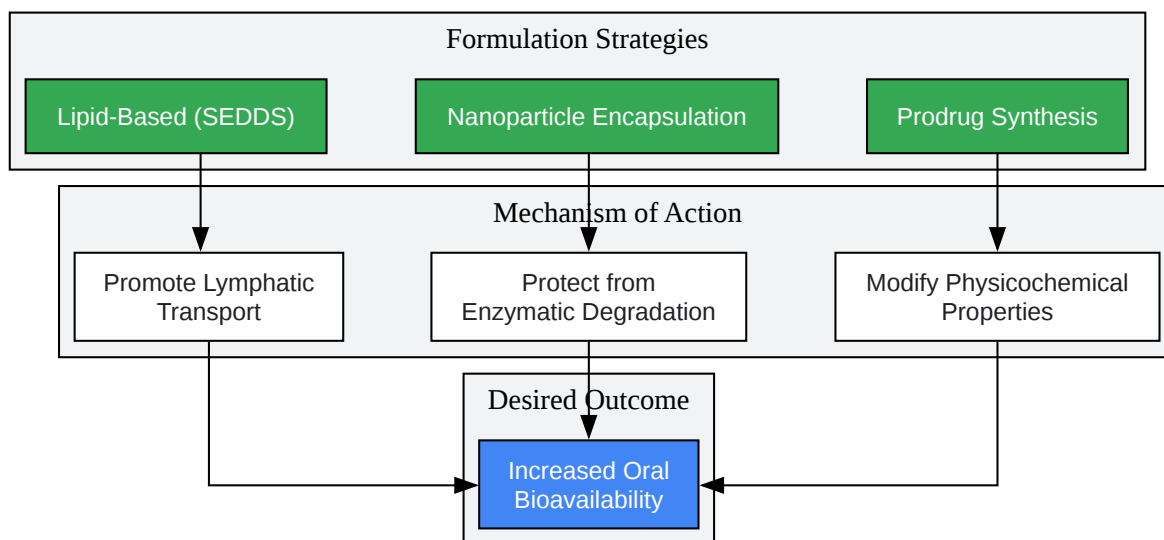 Formulation Strategies
Lipid-Based (SEDDS)
Nanoparticle Encapsulation
Prodrug Synthesis
Mechanism of Action
Promote Lymphatic
Transport
Protect from
Enzymatic Degradation
Modify Physicochemical
Properties
Desired Outcome
Increased Oral
Bioavailability